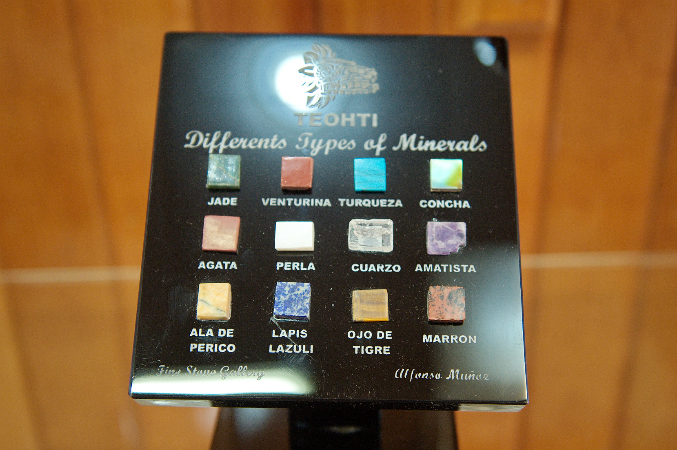 TEOHTI
Differents Types of Minerals
JADE VENTURINA TURQUEZA CONCHA
AGATA PERLA CUARZO AMATISTA
ALA DE PERICO LAPIS LAZULI OJO DE TIGRE MARRON
Fine Stone Gallery Alfonso Muñoz